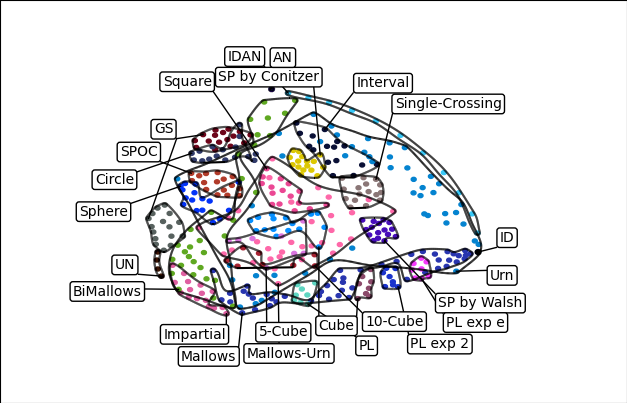 IDAN
AN
Square
SP by Conitzer
Interval
Single-Crossing
GS
SPOC
Circle
Sphere
ID
UN
Urn
BiMallows
SP by Walsh
PL exp e
Impartial
5-Cube
Cube
10-Cube
Mallows
Mallows-Urn
PL
PL exp 2